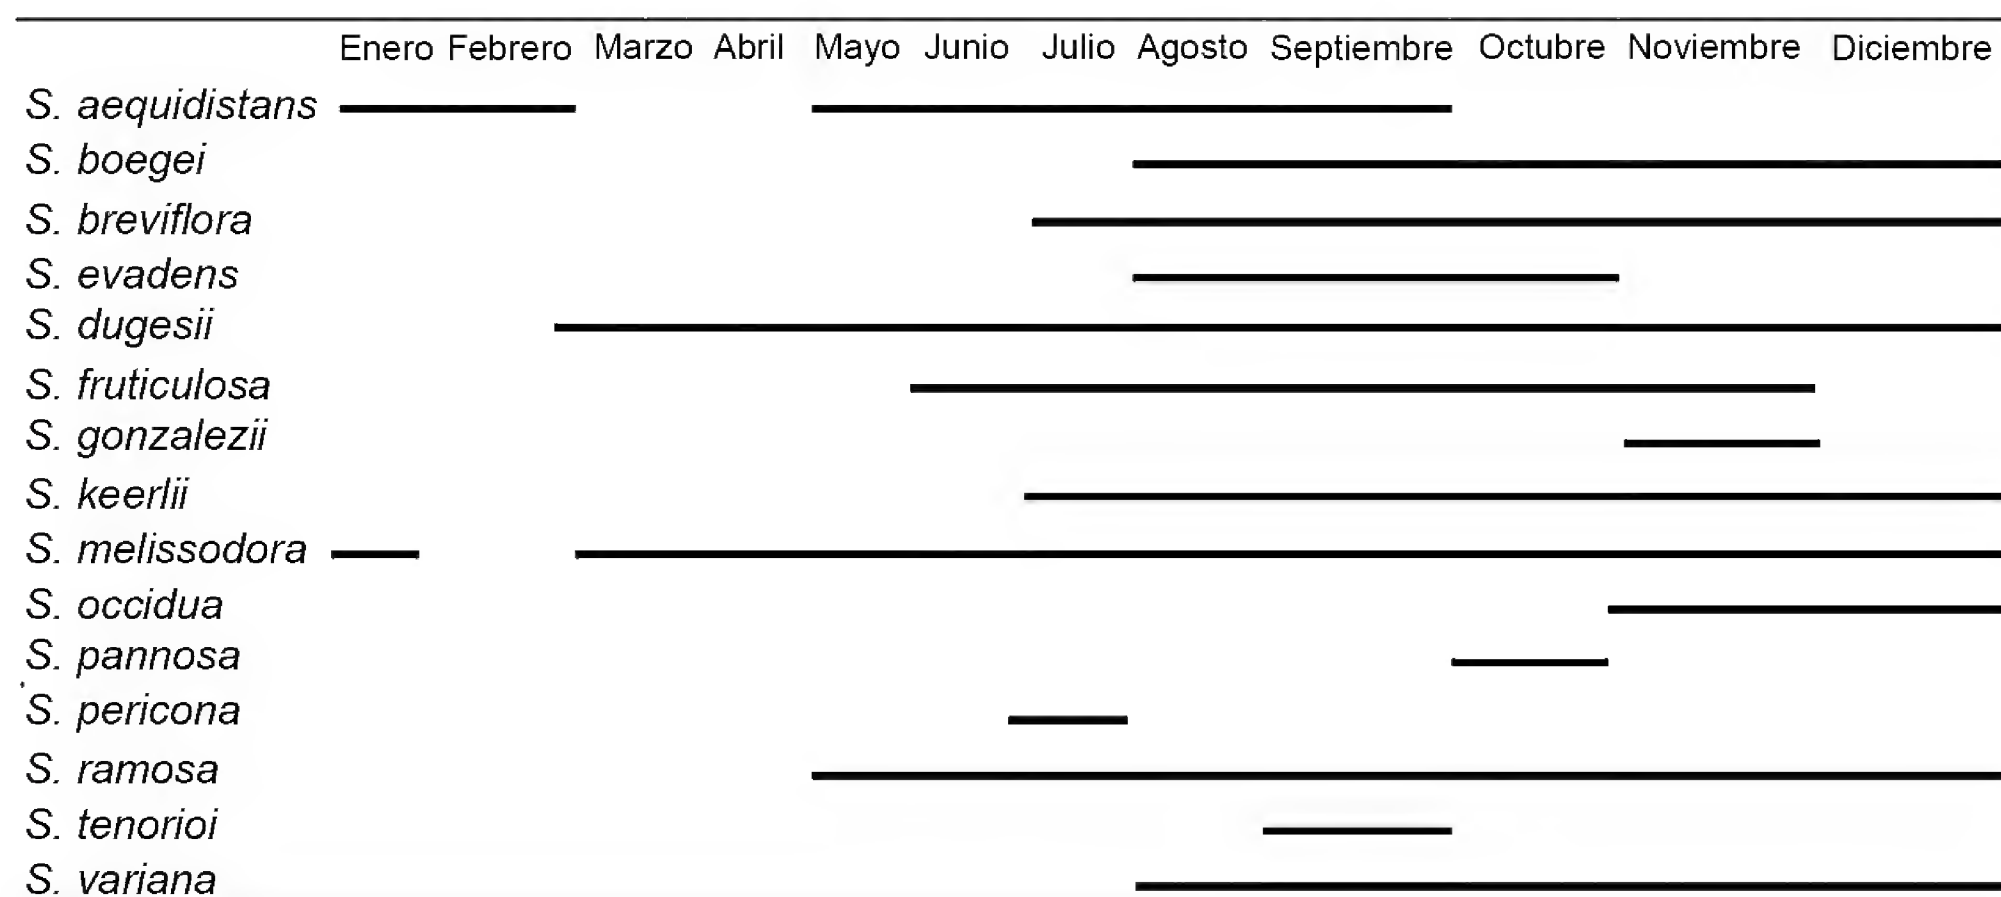 Enero Febrero Marzo Abril Mayo Junio Julio Agosto Septiembre Octubre Noviembre Diciembre
S. aequidistans
S. boegei
S. breviflora
S. evadens
S. dugesii
S. fruticulosa
S. gonzalezii
S. keerlii
S. melissodora
S. occidua
S. pannosa
S. pericona
S. ramosa
S. tenorioi
S. variana